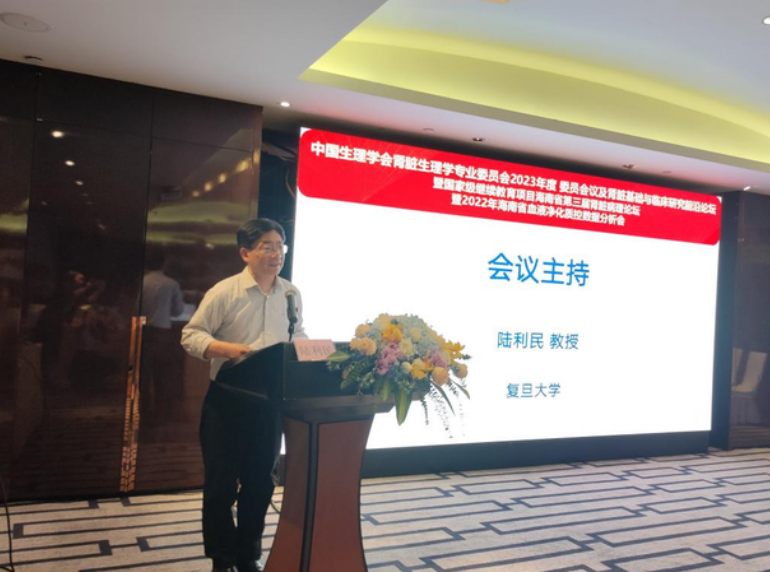 中国生理学会肾脏生理学专业委员会2023年度 委员会议及肾脏基础与临床研究前沿论坛
暨国家级继续教育项目海南省第三届肾脏病理论坛
暨2022年海南省血液净化质控数据分析会
会议主持
陆利民 教授
复旦大学
陆利民